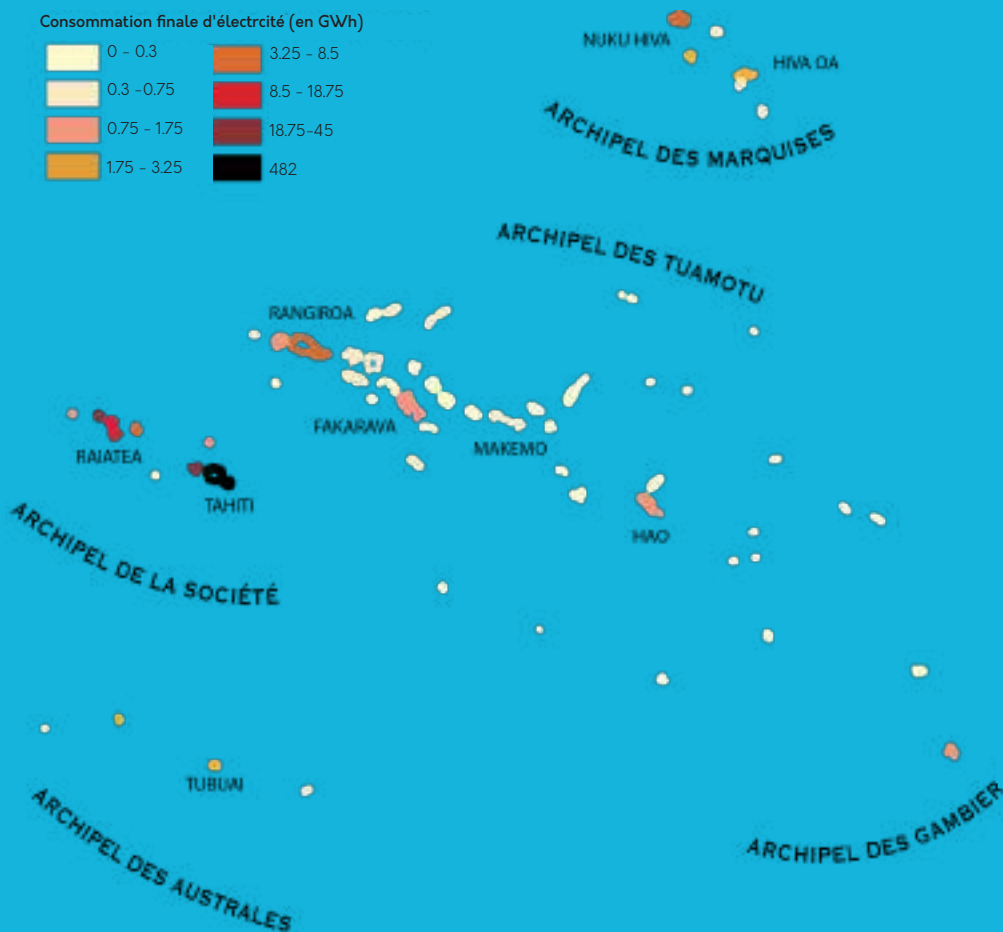 Consommation finale d'électrcité (en GWh)
0 - 0.3
0.3 -0.75
0.75 - 1.75
1.75 - 3.25
3.25 - 8.5
8.5 - 18.75
18.75-45
482
NUKU HIVA
HIVA OA
ARCHIPEL DES MARQUISES
ARCHIPEL DES TUAMOTU
RANGIROA
FAKARAVA
MAKEMO
RAIATEA
TAHITI
HAO
ARCHIPEL DE LA SOCIÉTÉ
TUBUAI
ARCHIPEL DES AUSTRALES
ARCHIPEL DES GAMBIER